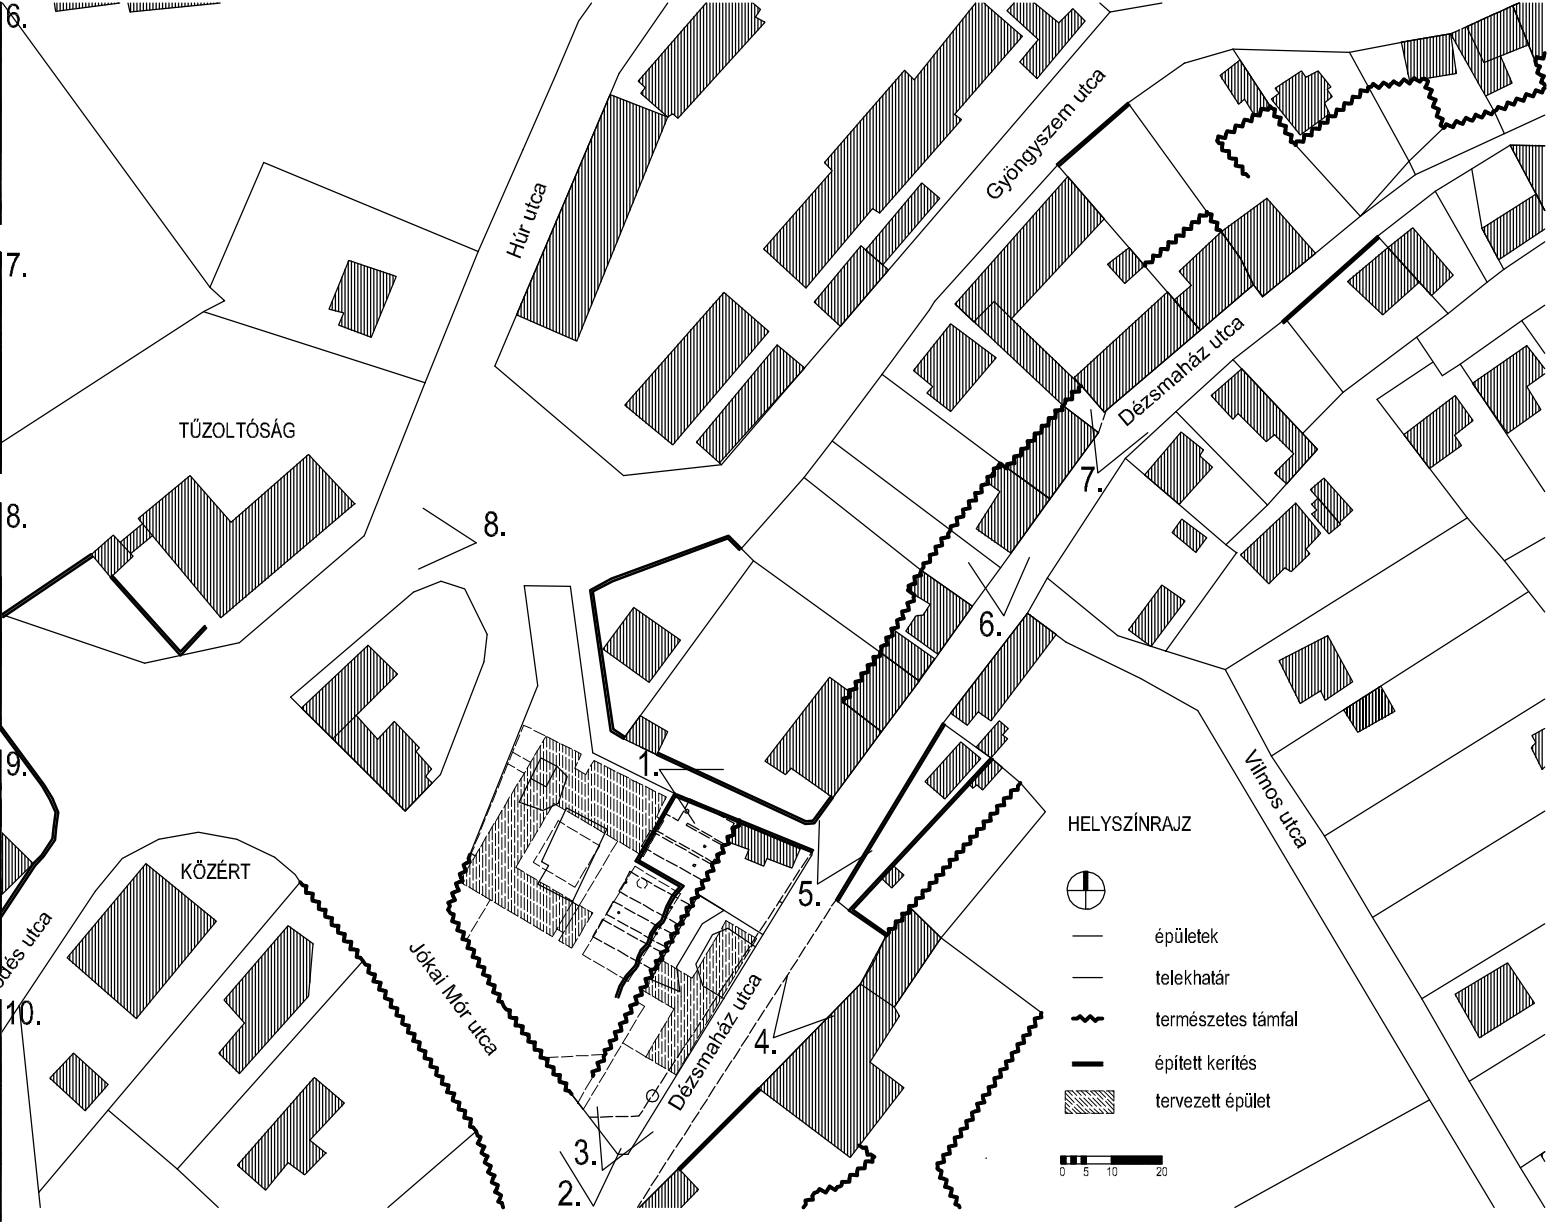 6.
7.
8.
9.
10.
Húr utca
Gyöngyszem utca
Dézsmaház utca
TŰZOLTÓSÁG
8.
7.
6.
1.
5.
4.
3.
2.
KÖZÉRT
Jókai Mór utca
Dézsmaház utca
Vilmos utca
utca
HELYSZÍNRAJZ
épületek
telekhatár
természetes támfal
épített kerítés
tervezett épület
0 5 10 20